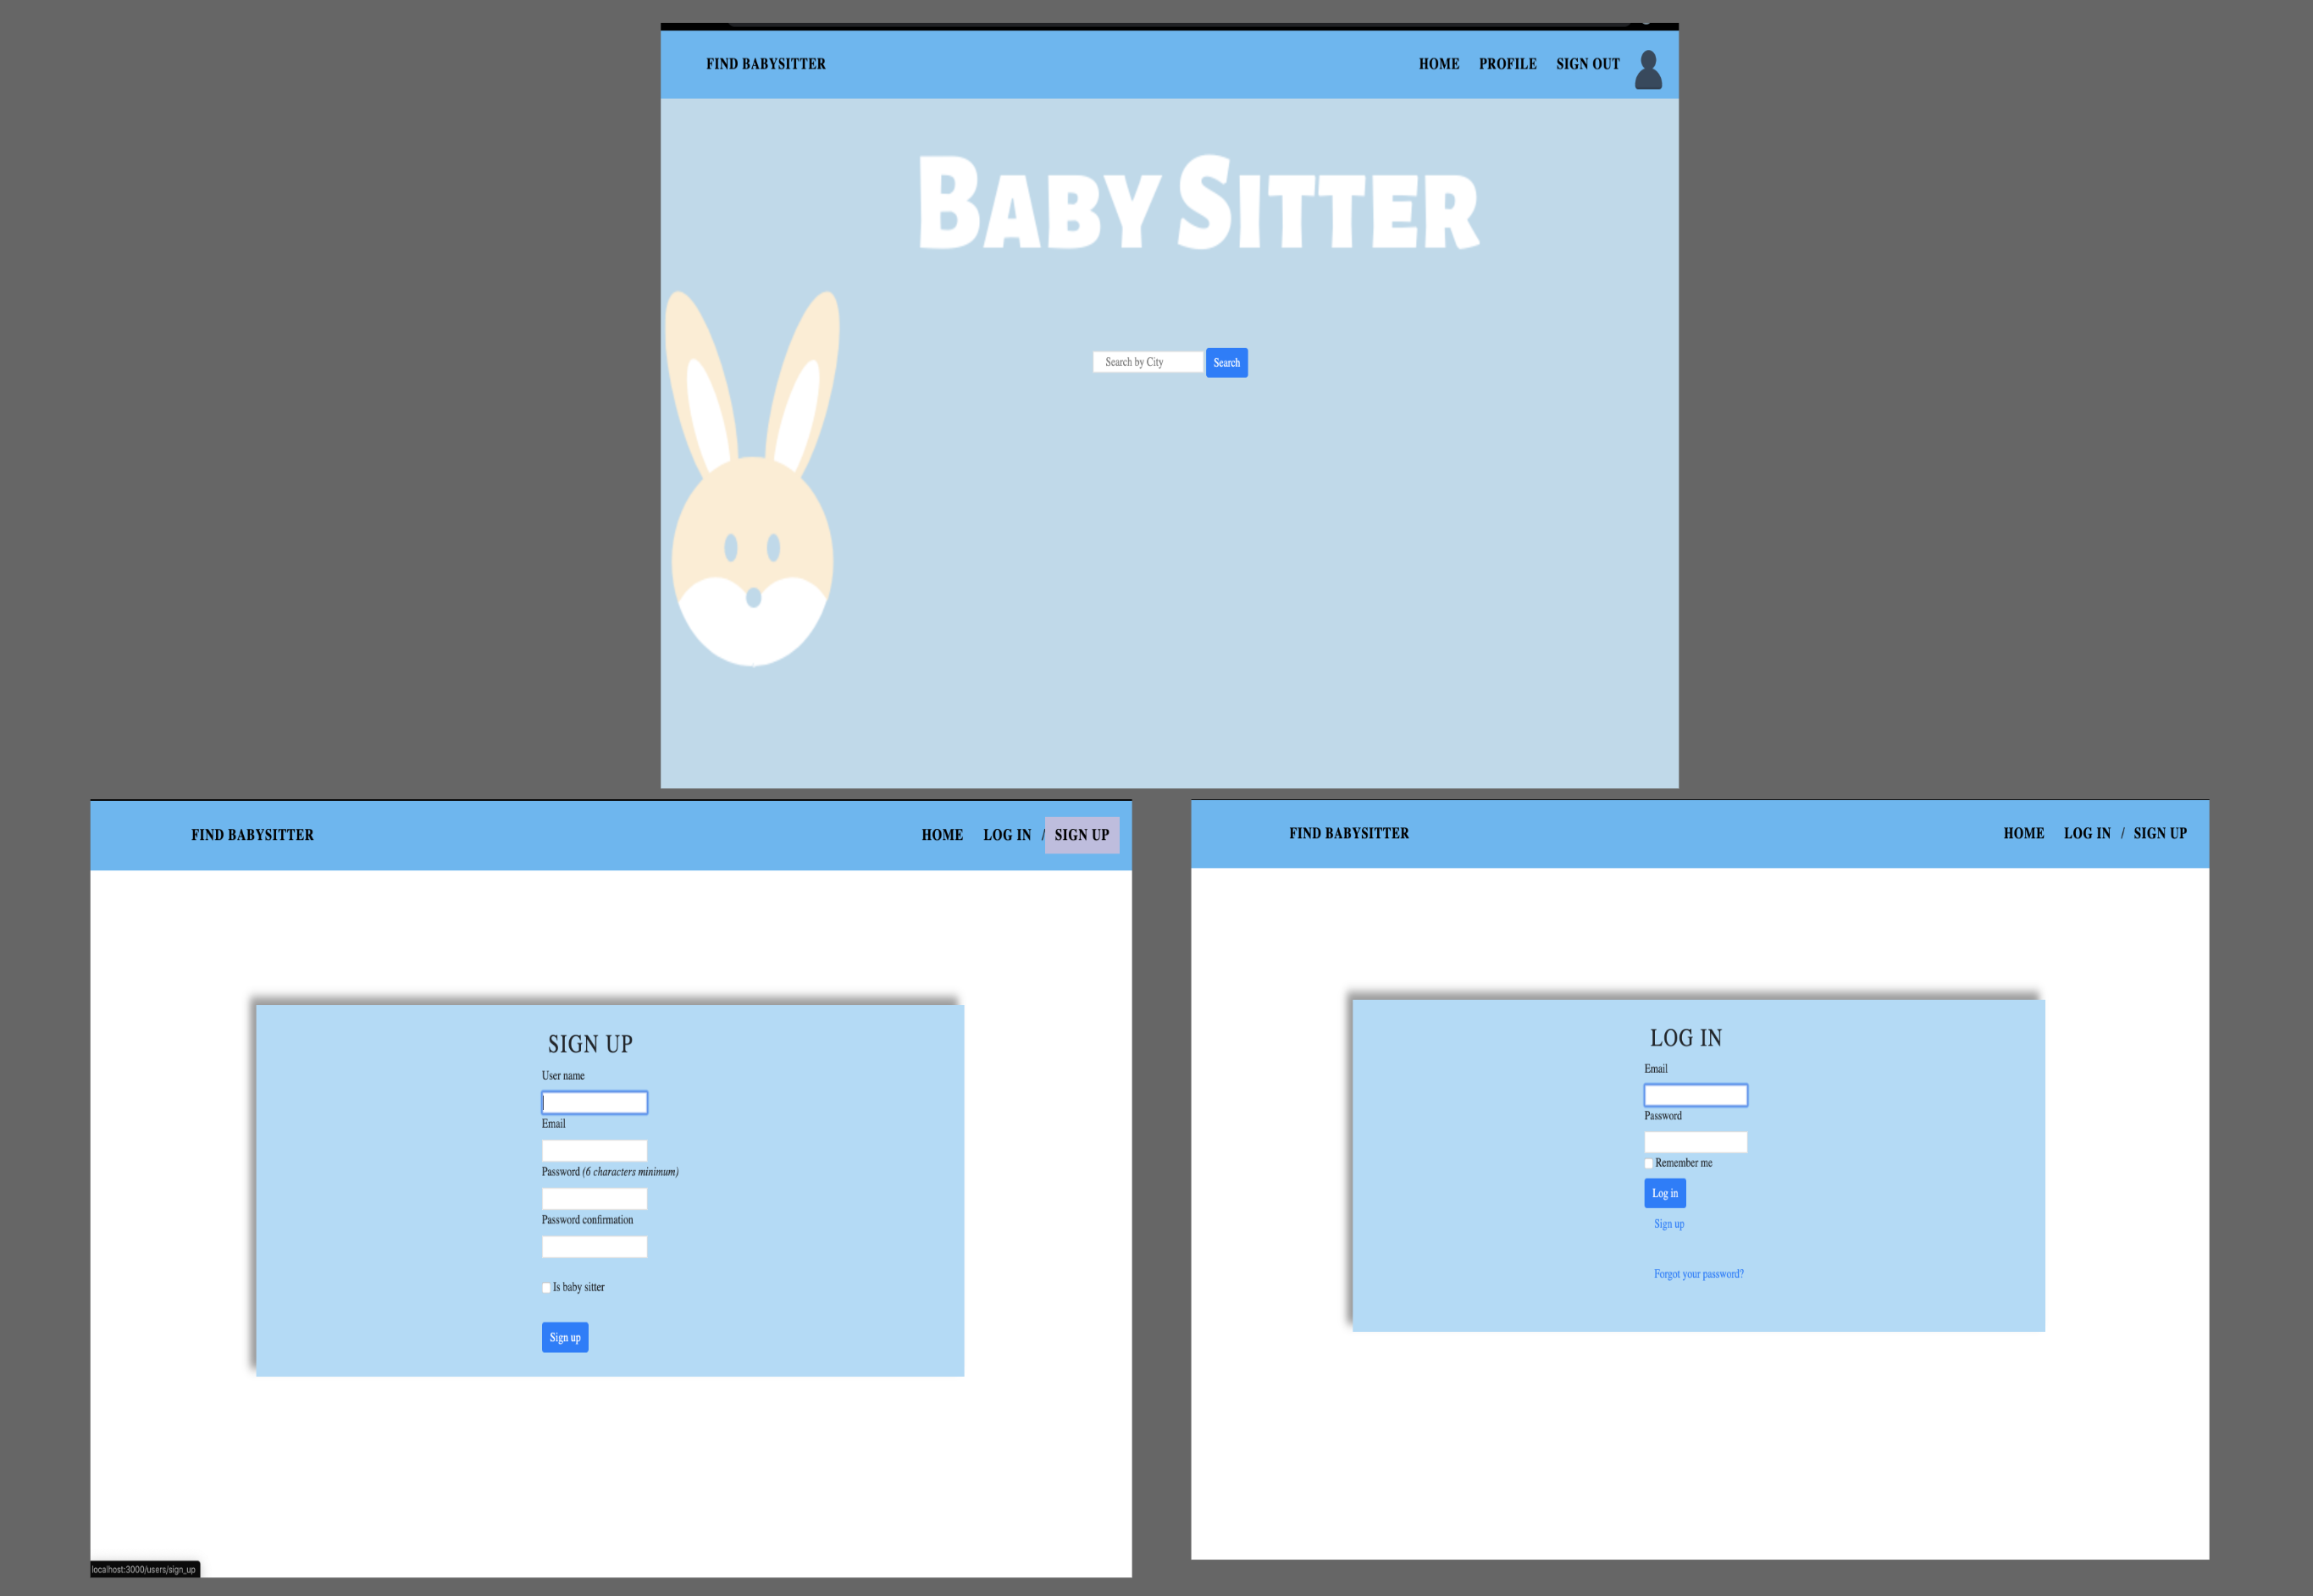 FIND BABYSITTER HOME PROFILE SIGN OUT
BABY SITTER
Search by City Search
FIND BABYSITTER HOME LOG IN / SIGN UP
SIGN UP
User name
Email
Password (6 characters minimum)
Password confirmation
Is baby sitter
Sign up
localhost:3000/users/sign_up
FIND BABYSITTER HOME LOG IN / SIGN UP
LOG IN
Email
Password
Remember me
Log in
Sign up
Forgot your password?